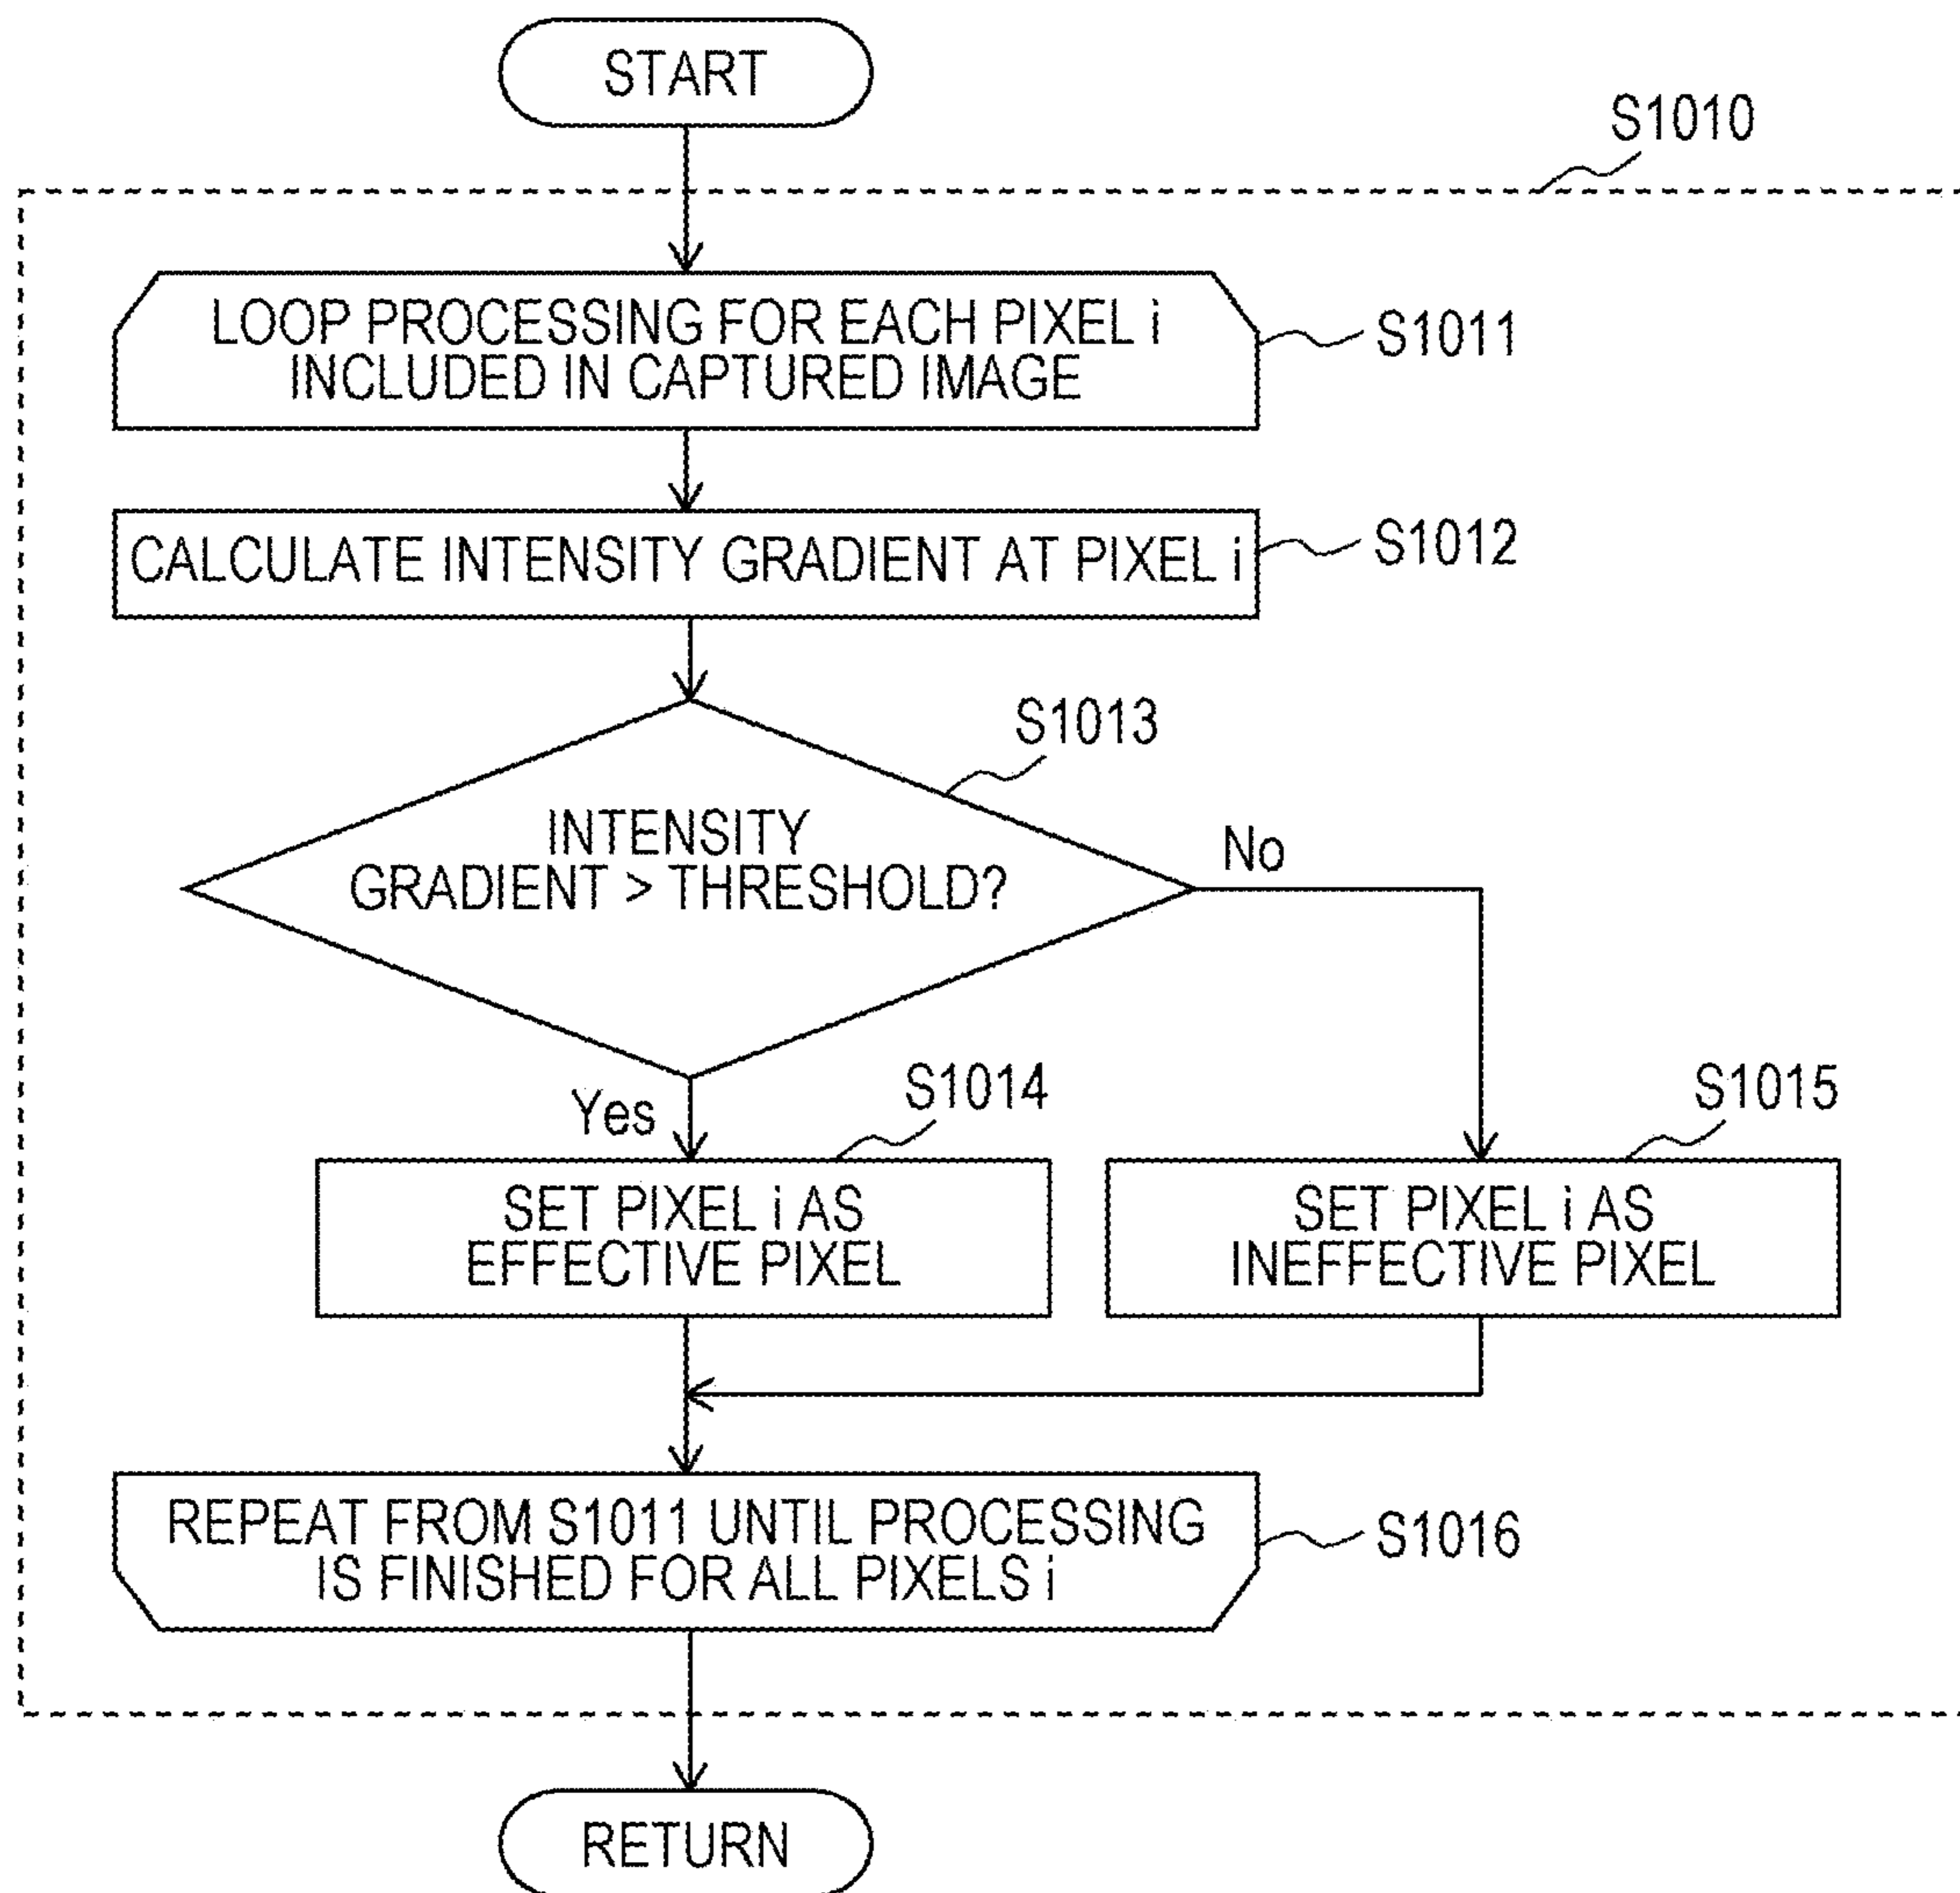 START
S1010
LOOP PROCESSING FOR EACH PIXEL i
INCLUDED IN CAPTURED IMAGE
S1011
CALCULATE INTENSITY GRADIENT AT PIXEL i
S1012
S1013
INTENSITY
GRADIENT > THRESHOLD?
No
Yes
S1014
S1015
SET PIXEL i AS
EFFECTIVE PIXEL
SET PIXEL i AS
INEFFECTIVE PIXEL
REPEAT FROM S1011 UNTIL PROCESSING
IS FINISHED FOR ALL PIXELS i
S1016
RETURN